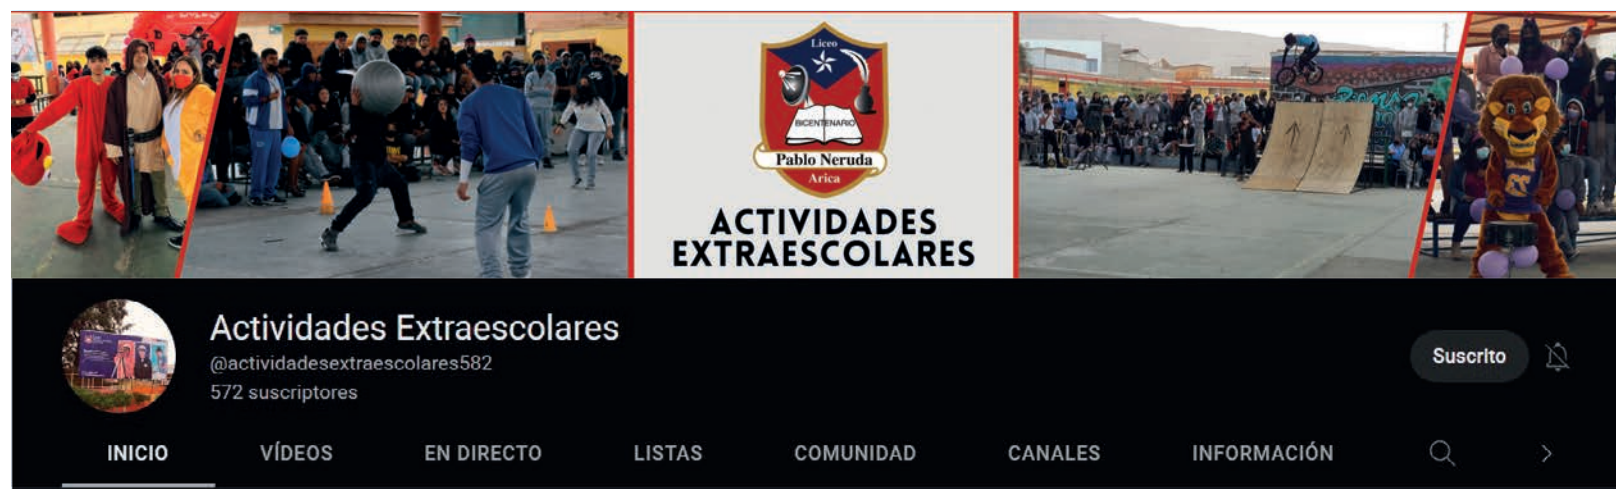 Liceo
BICENTENARIO
Pablo Neruda
Arica
ACTIVIDADES
EXTRAESCOLARES
Actividades Extraescolares
@actividadesextraescolares582
572 suscriptores
Suscrito
INICIO VÍDEOS EN DIRECTO LISTAS COMUNIDAD CANALES INFORMACIÓN